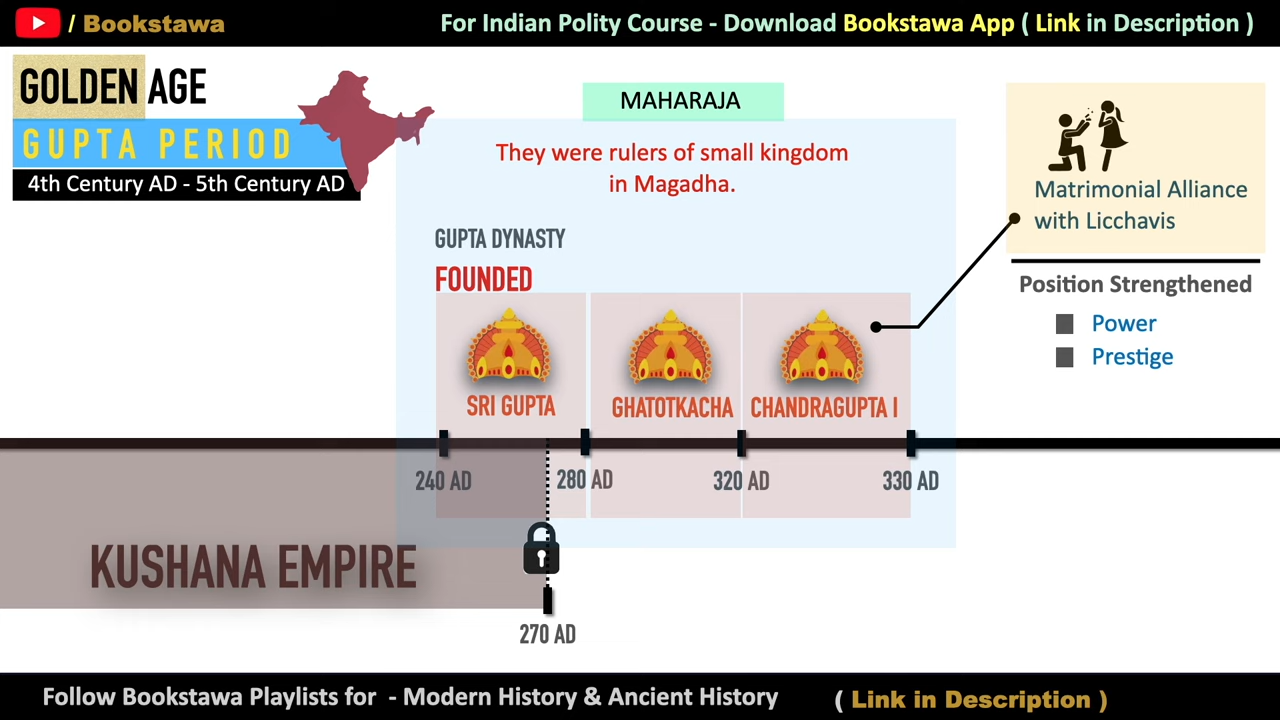 / Bookstawa
For Indian Polity Course - Download Bookstawa App ( Link in Description )
GOLDEN AGE
GUPTA PERIOD
4th Century AD - 5th Century AD
MAHARAJA
They were rulers of small kingdom
in Magadha.
GUPTA DYNASTY
FOUNDED
SRI GUPTA
GHATOTKACHA
CHANDRAGUPTA I
240 AD
280 AD
320 AD
330 AD
KUSHANA EMPIRE
270 AD
Matrimonial Alliance
with Licchavis
Position Strengthened
Power
Prestige
Follow Bookstawa Playlists for - Modern History & Ancient History
( Link in Description )